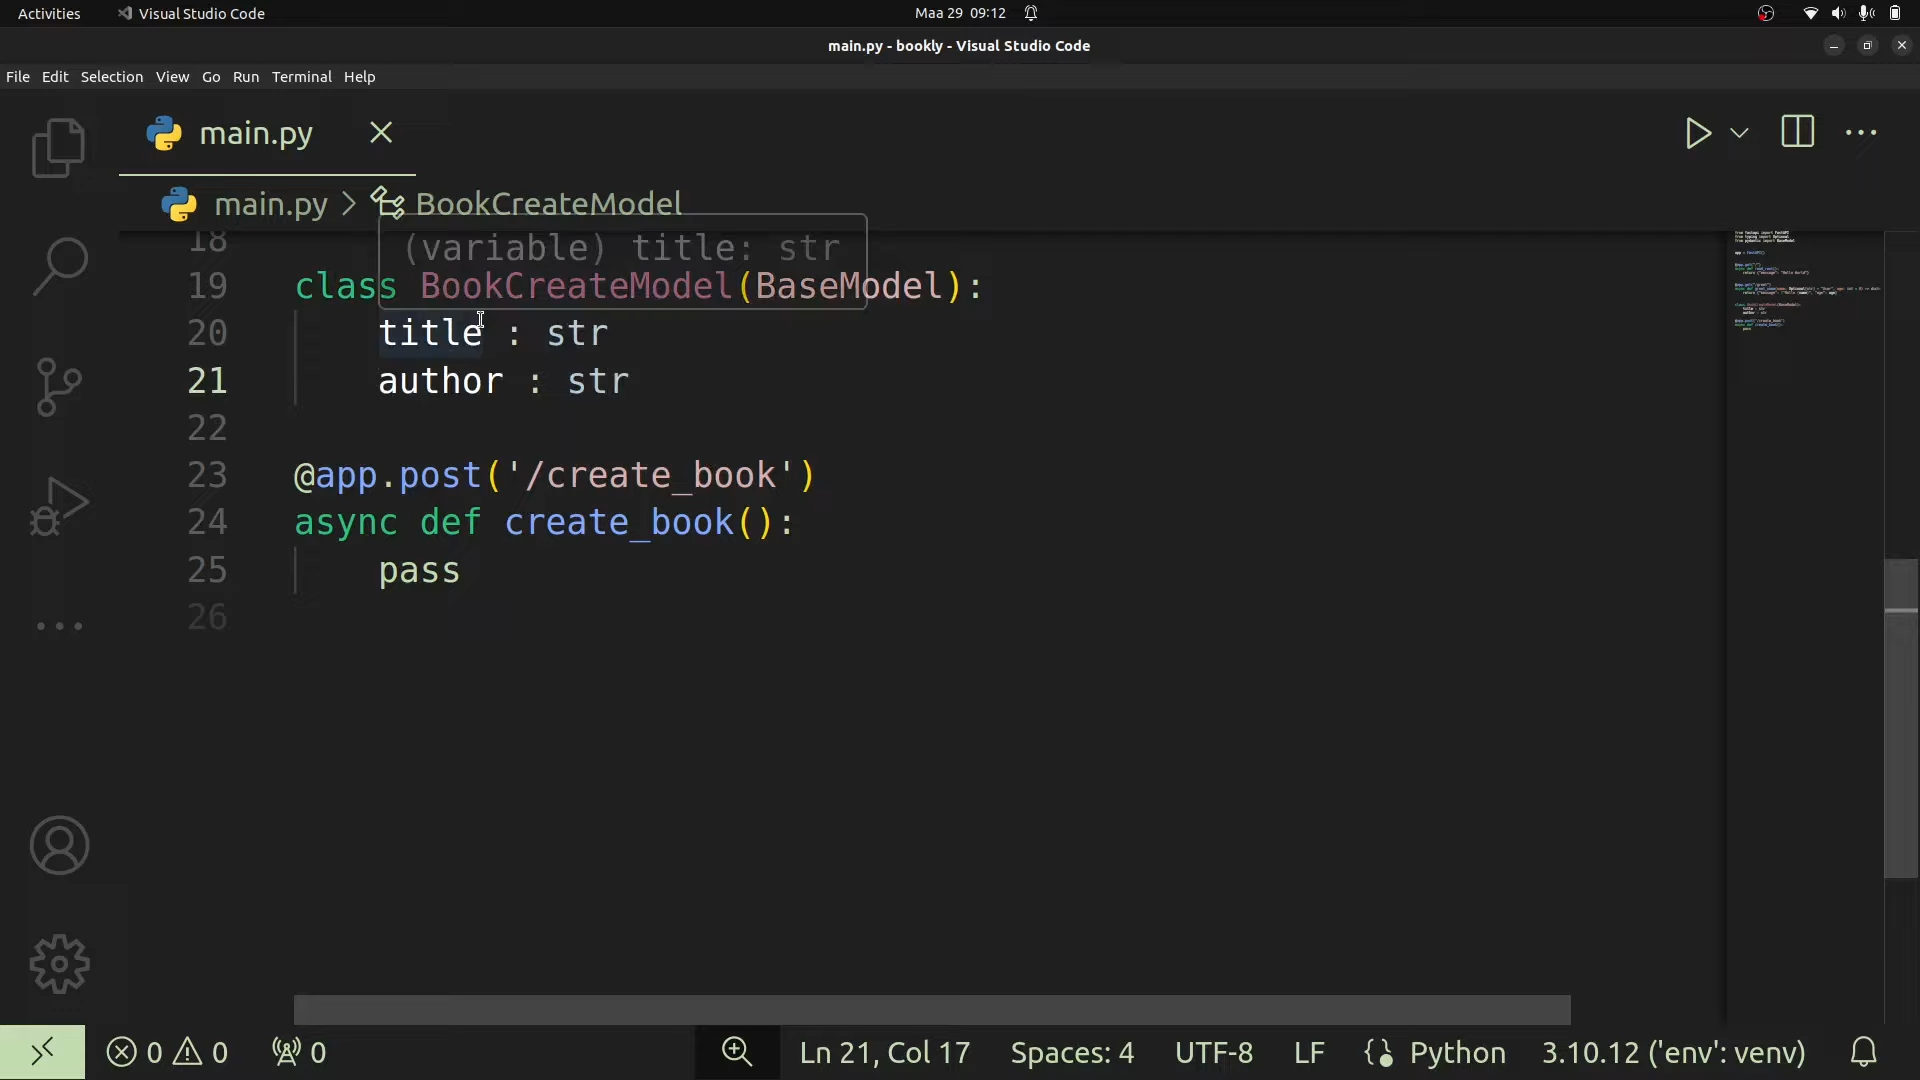 Activities Visual Studio Code Maa 29 09:12
main.py - bookly - Visual Studio Code
File Edit Selection View Go Run Terminal Help
main.py
main.py > BookCreateModel
18
(variable) title: str
19 class BookCreateModel(BaseModel):
20 title : str
21 author : str
22
23 @app.post('/create_book')
24 async def create_book():
25 pass
26
0 0 0 Ln 21, Col 17 Spaces: 4 UTF-8 LF Python 3.10.12 ('env': venv)